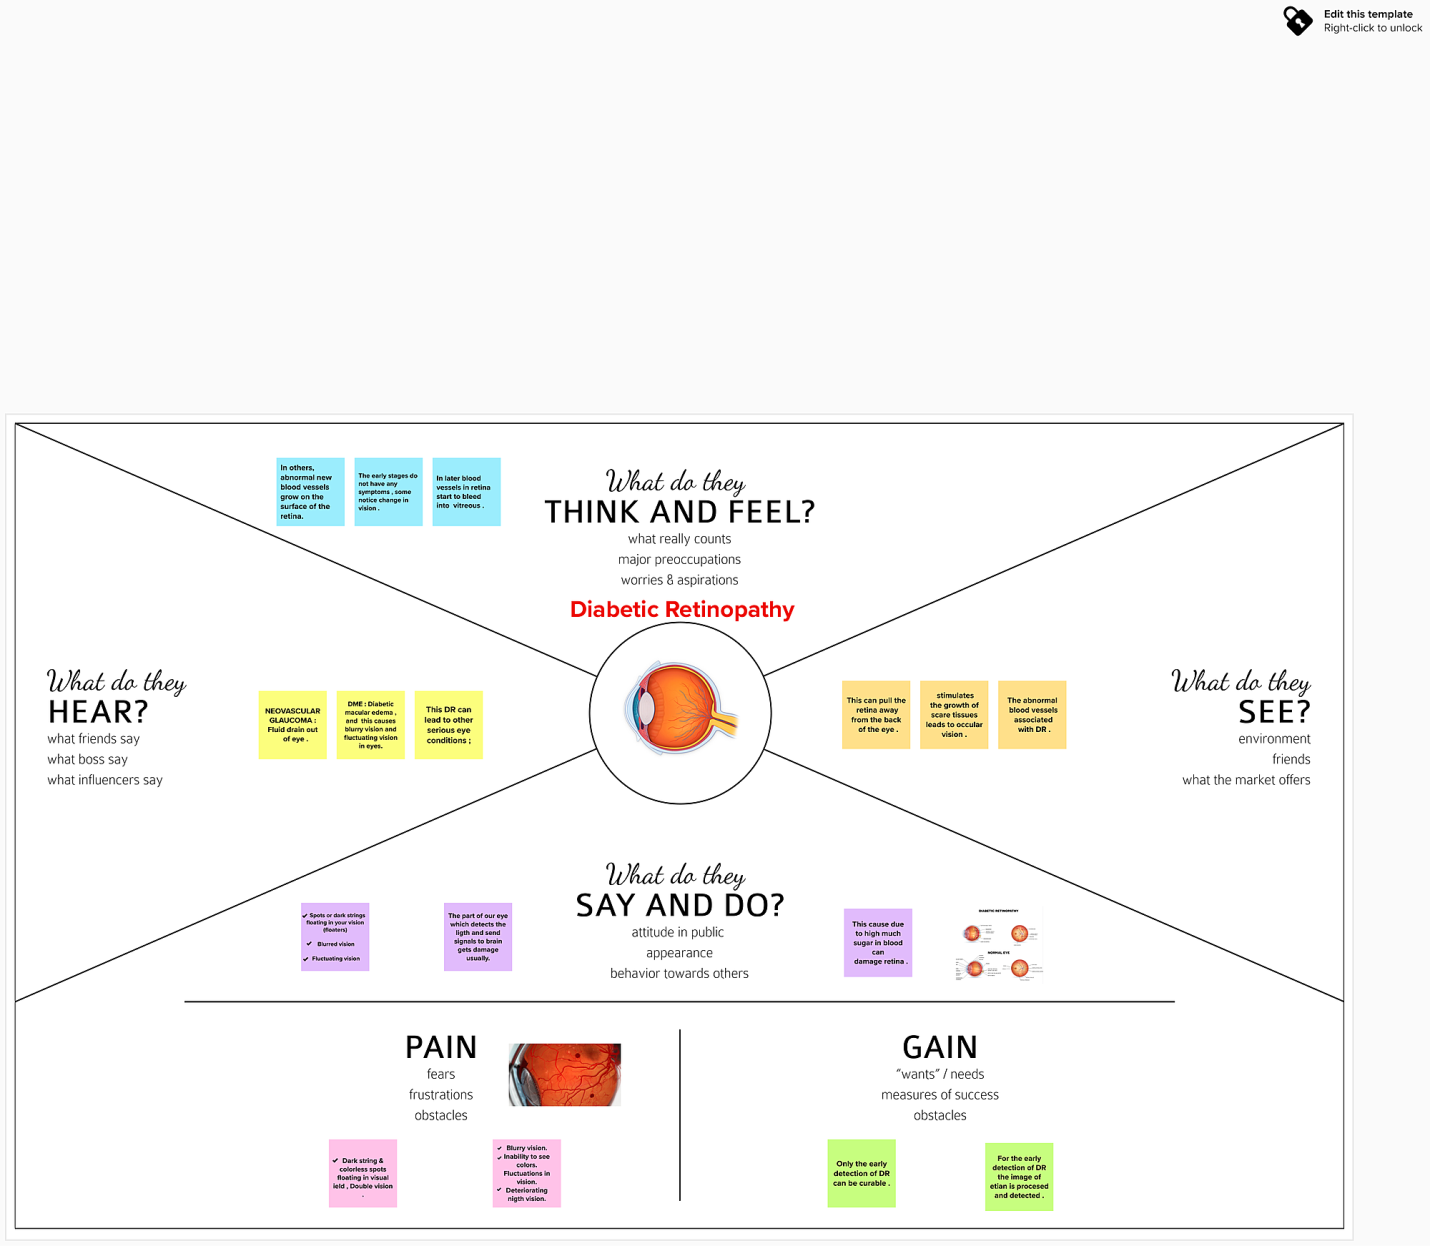 Edit this template
Right-click to unlock
In others,
abnormal new
blood vessels
grow on the
surface of the
retina.
The early stages do
not have any
symptoms , some
notice change in
vision .
In later blood
vessels in retina
start to bleed
into vitreous .
What do they
THINK AND FEEL?
what really counts
major preoccupations
worries & aspirations
Diabetic Retinopathy
What do they
HEAR?
what friends say
what boss say
what influencers say
NEOVASCULAR
GLAUCOMA :
Fluid drain out
of eye .
DME : Diabetic
macular edema ,
and this causes
blurry vision and
fluctuating vision
in eyes.
This DR can
lead to other
serious eye
conditions ;
This can pull the
retina away
from the back
of the eye .
stimulates
the growth of
scare tissues
leads to occular
vision .
The abnormal
blood vessels
associated
with DR .
What do they
SEE?
environment
friends
what the market offers
What do they
SAY AND DO?
attitude in public
appearance
behavior towards others
✓ Spots or dark strings
floating in your vision
(floaters)
✓ Blurred vision
✓ Fluctuating vision
The part of our eye
which detects the
ligth and send
signals to brain
gets damage
usually.
This cause due
to high much
sugar in blood
can
damage retina .
DIABETIC RETINOPATHY
NORMAL EYE
PAIN
fears
frustrations
obstacles
✓ Dark string &
colorless spots
floating in visual
ield , Double vision
.
✓ Blurry vision.
✓ Inability to see
colors.
Fluctuations in
vision.
✓ Deteriorating
nigth vision.
GAIN
“wants” / needs
measures of success
obstacles
Only the early
detection of DR
can be curable .
For the early
detection of DR
the image of
etian is procesed
and detected .